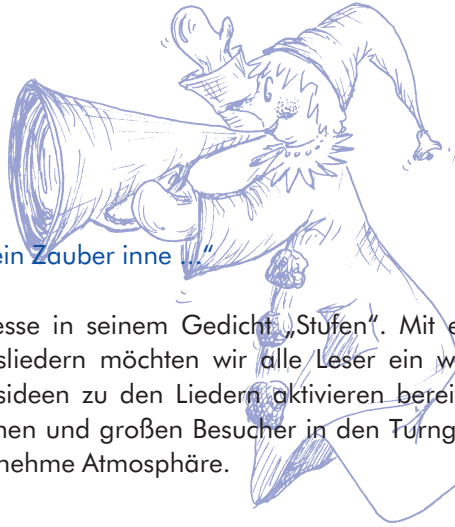 ein Zauber inne ..."
esse in seinem Gedicht „Stufen". Mit e
sliedern möchten wir alle Leser ein w
sideen zu den Liedern aktivieren berei
nen und großen Besucher in den Turng
nehme Atmosphäre.